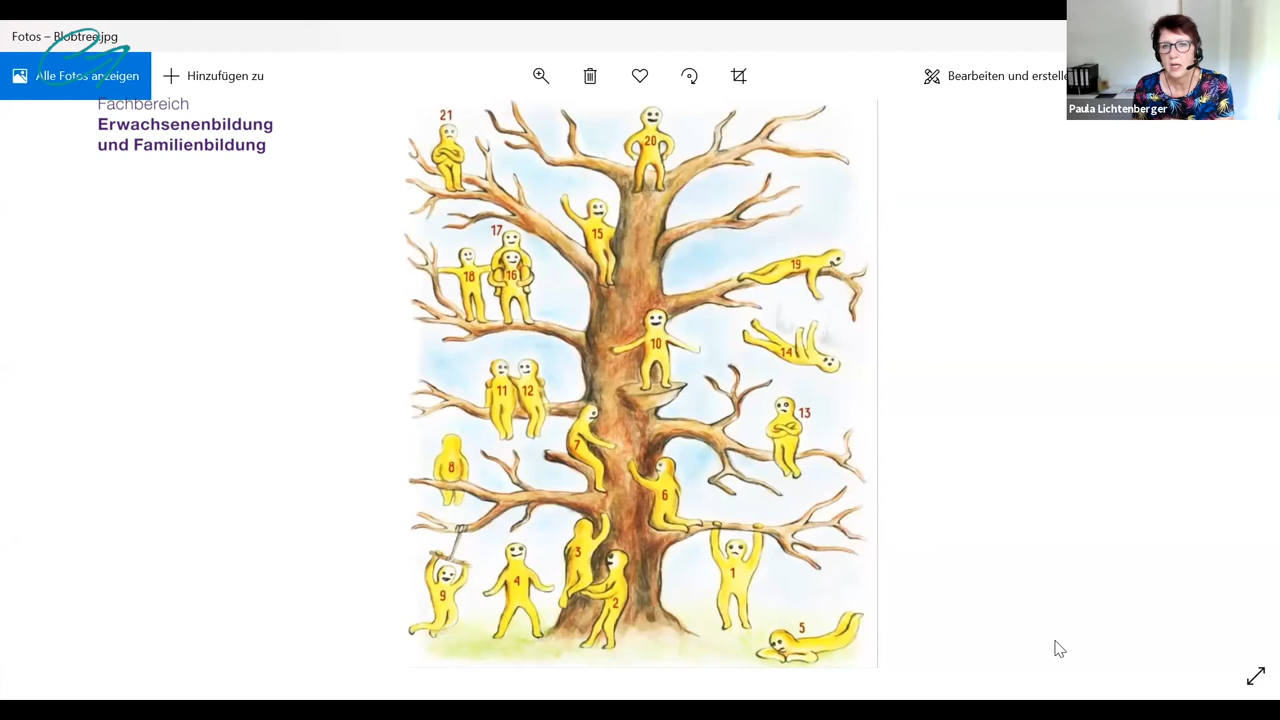 Fotos – Blobtree.jpg
Alle Fotos anzeigen
Hinzufügen zu
Bearbeiten und erstelle
Paula Lichtenberger
Fachbereich
Erwachsenenbildung
und Familienbildung
21
20
15
17
18
16
19
10
14
11
12
13
7
8
6
3
4
9
2
1
5